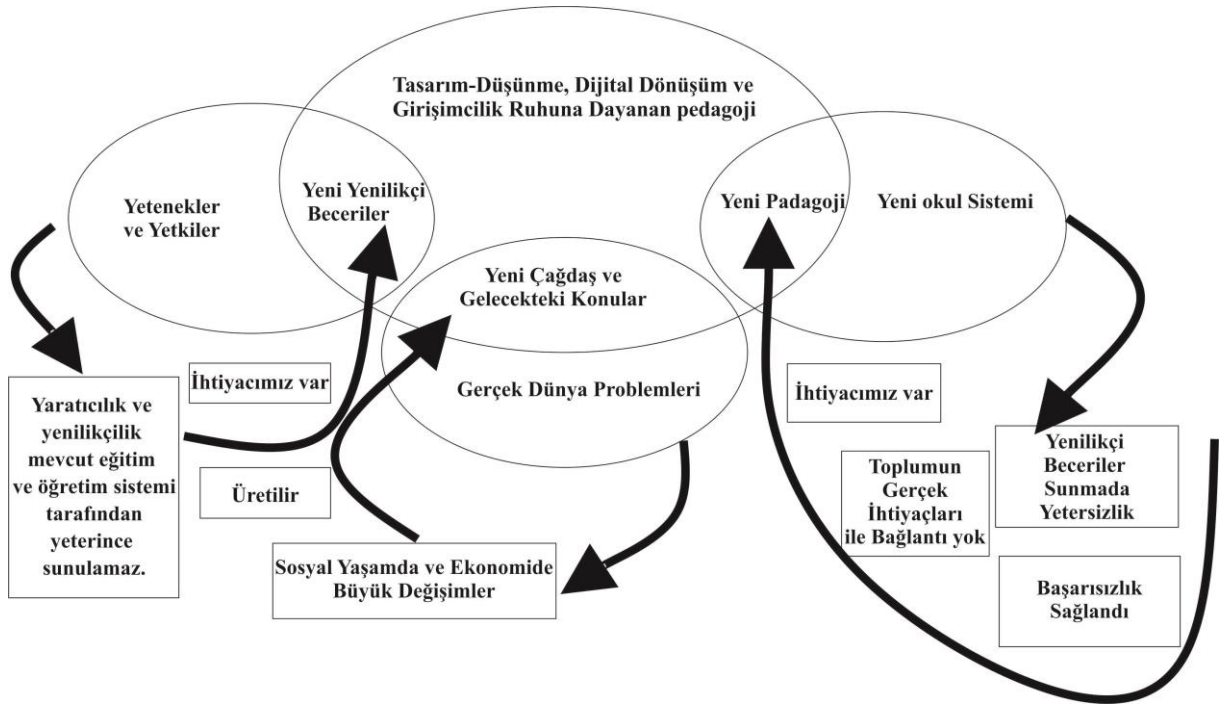 Tasarım-Düşünme, Dijital Dönüşüm ve
Girişimcilik Ruhuna Dayanan pedagoji
Yetenekler
ve Yetkiler
Yeni Yenilikçi
Beceriler
Yeni Padagoji
Yeni okul Sistemi
Yeni Çağdaş ve
Gelecekteki Konular
Gerçek Dünya Problemleri
İhtiyacımız var
İhtiyacımız var
Yaratıcılık ve
yenilikçilik
mevcut eğitim
ve öğretim sistemi
tarafından
yeterince
sunulamaz.
Üretilir
Sosyal Yaşamda ve Ekonomide
Büyük Değişimler
Toplumun
Gerçek
İhtiyaçları
ile Bağlantı yok
Yenilikçi
Beceriler
Sunmada
Yetersizlik
Başarısızlık
Sağlandı